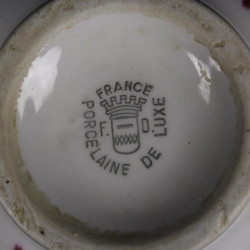 FRANCE
F. D.
PORCELAINE DE LUXE